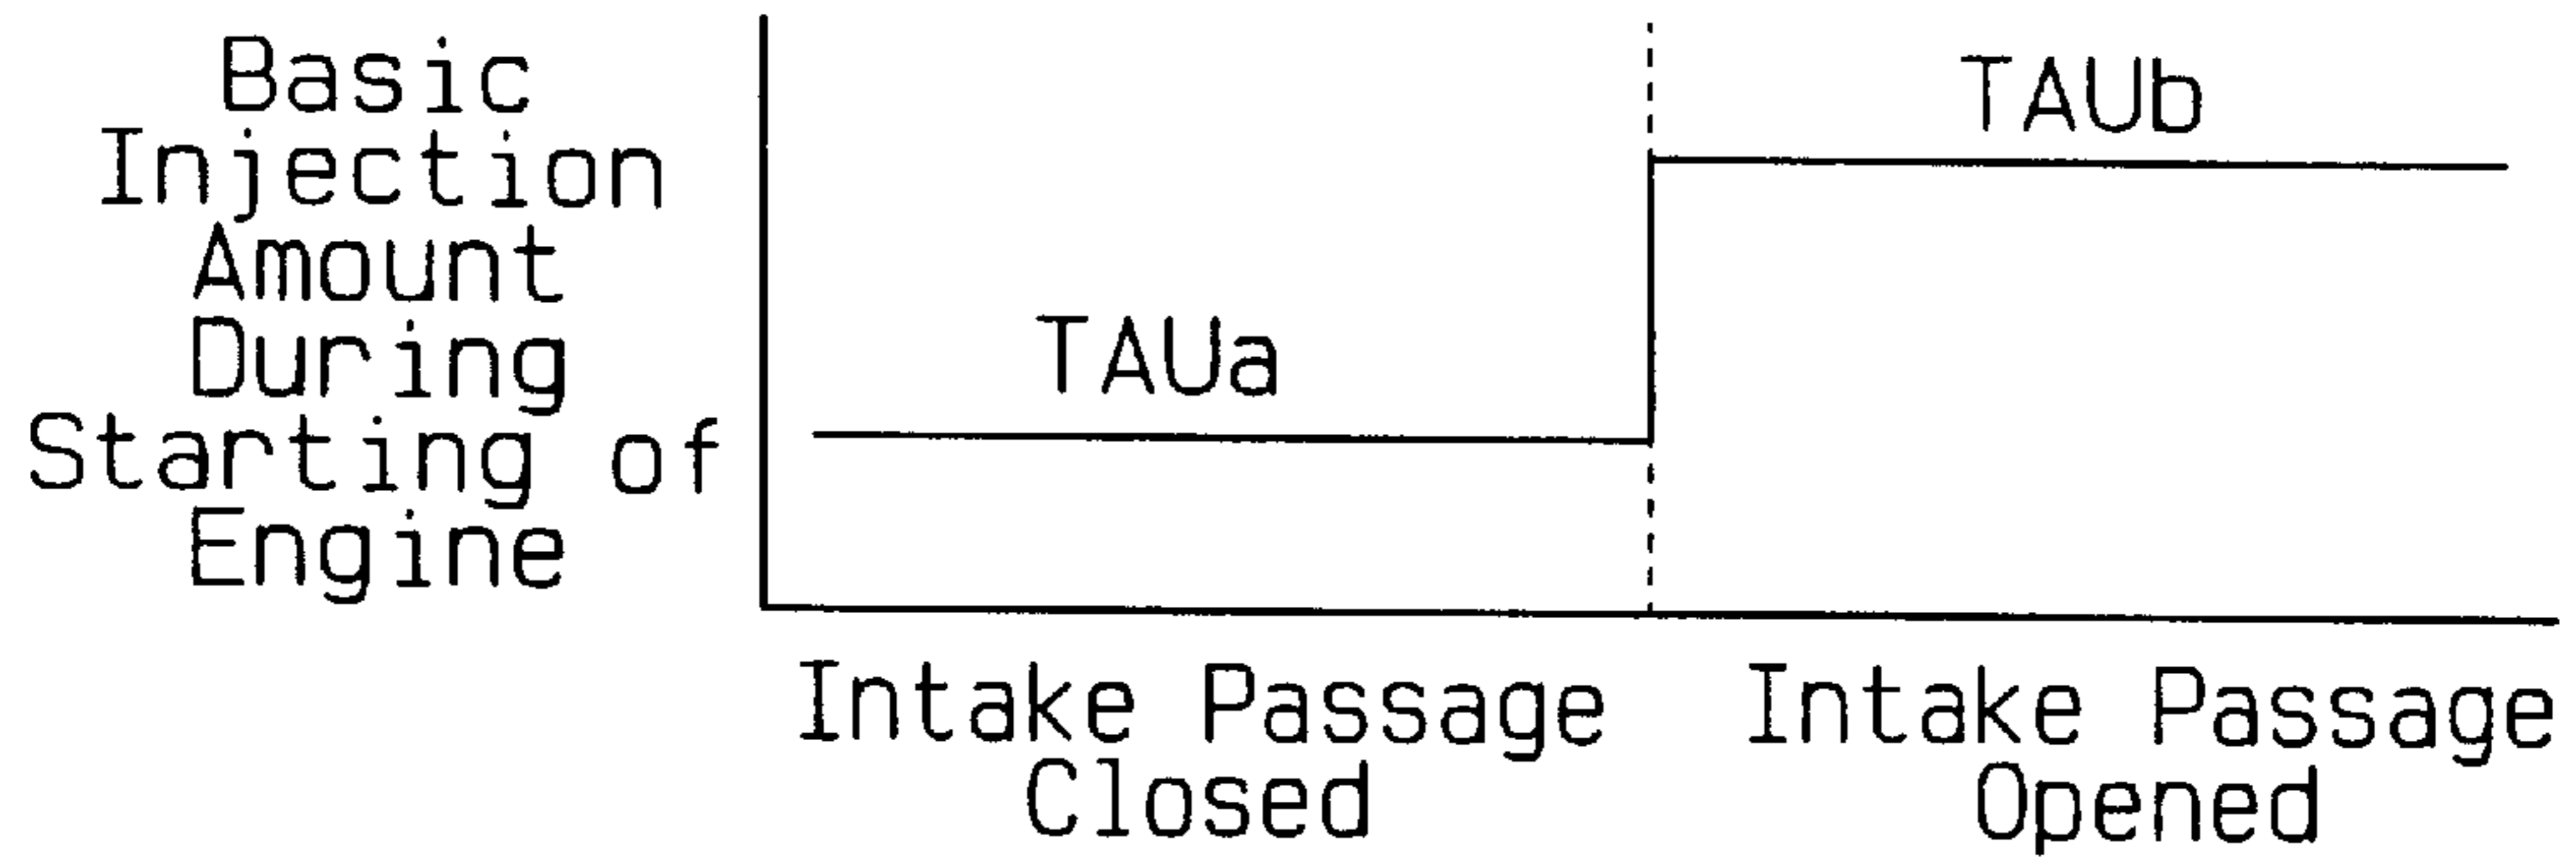 Basic
Injection
Amount
During
Starting of
Engine
TAUa
TAUb
Intake Passage
Closed
Intake Passage
Opened